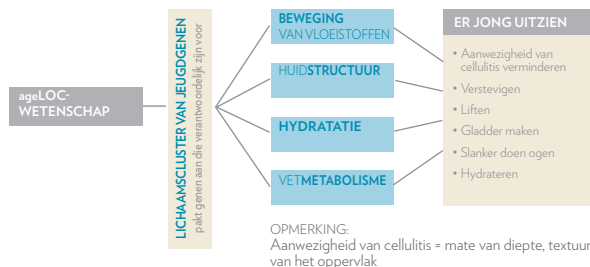 ageLOC-
WETENSCHAP
LICHAAMSCLUSTER VAN JEUGDGENEN
pakt genen aan die verantwoordelijk zijn voor
BEWEGING
VAN VLOEISTOFFEN
HUIDSTRUCTUUR
HYDRATATIE
VETMETABOLISME
ER JONG UITZIEN
• Aanwezigheid van
cellulitis verminderen
• Verstevigen
• Liften
• Gladder maken
• Slanker doen ogen
• Hydrateren
OPMERKING:
Aanwezigheid van cellulitis = mate van diepte, textuur
van het oppervlak